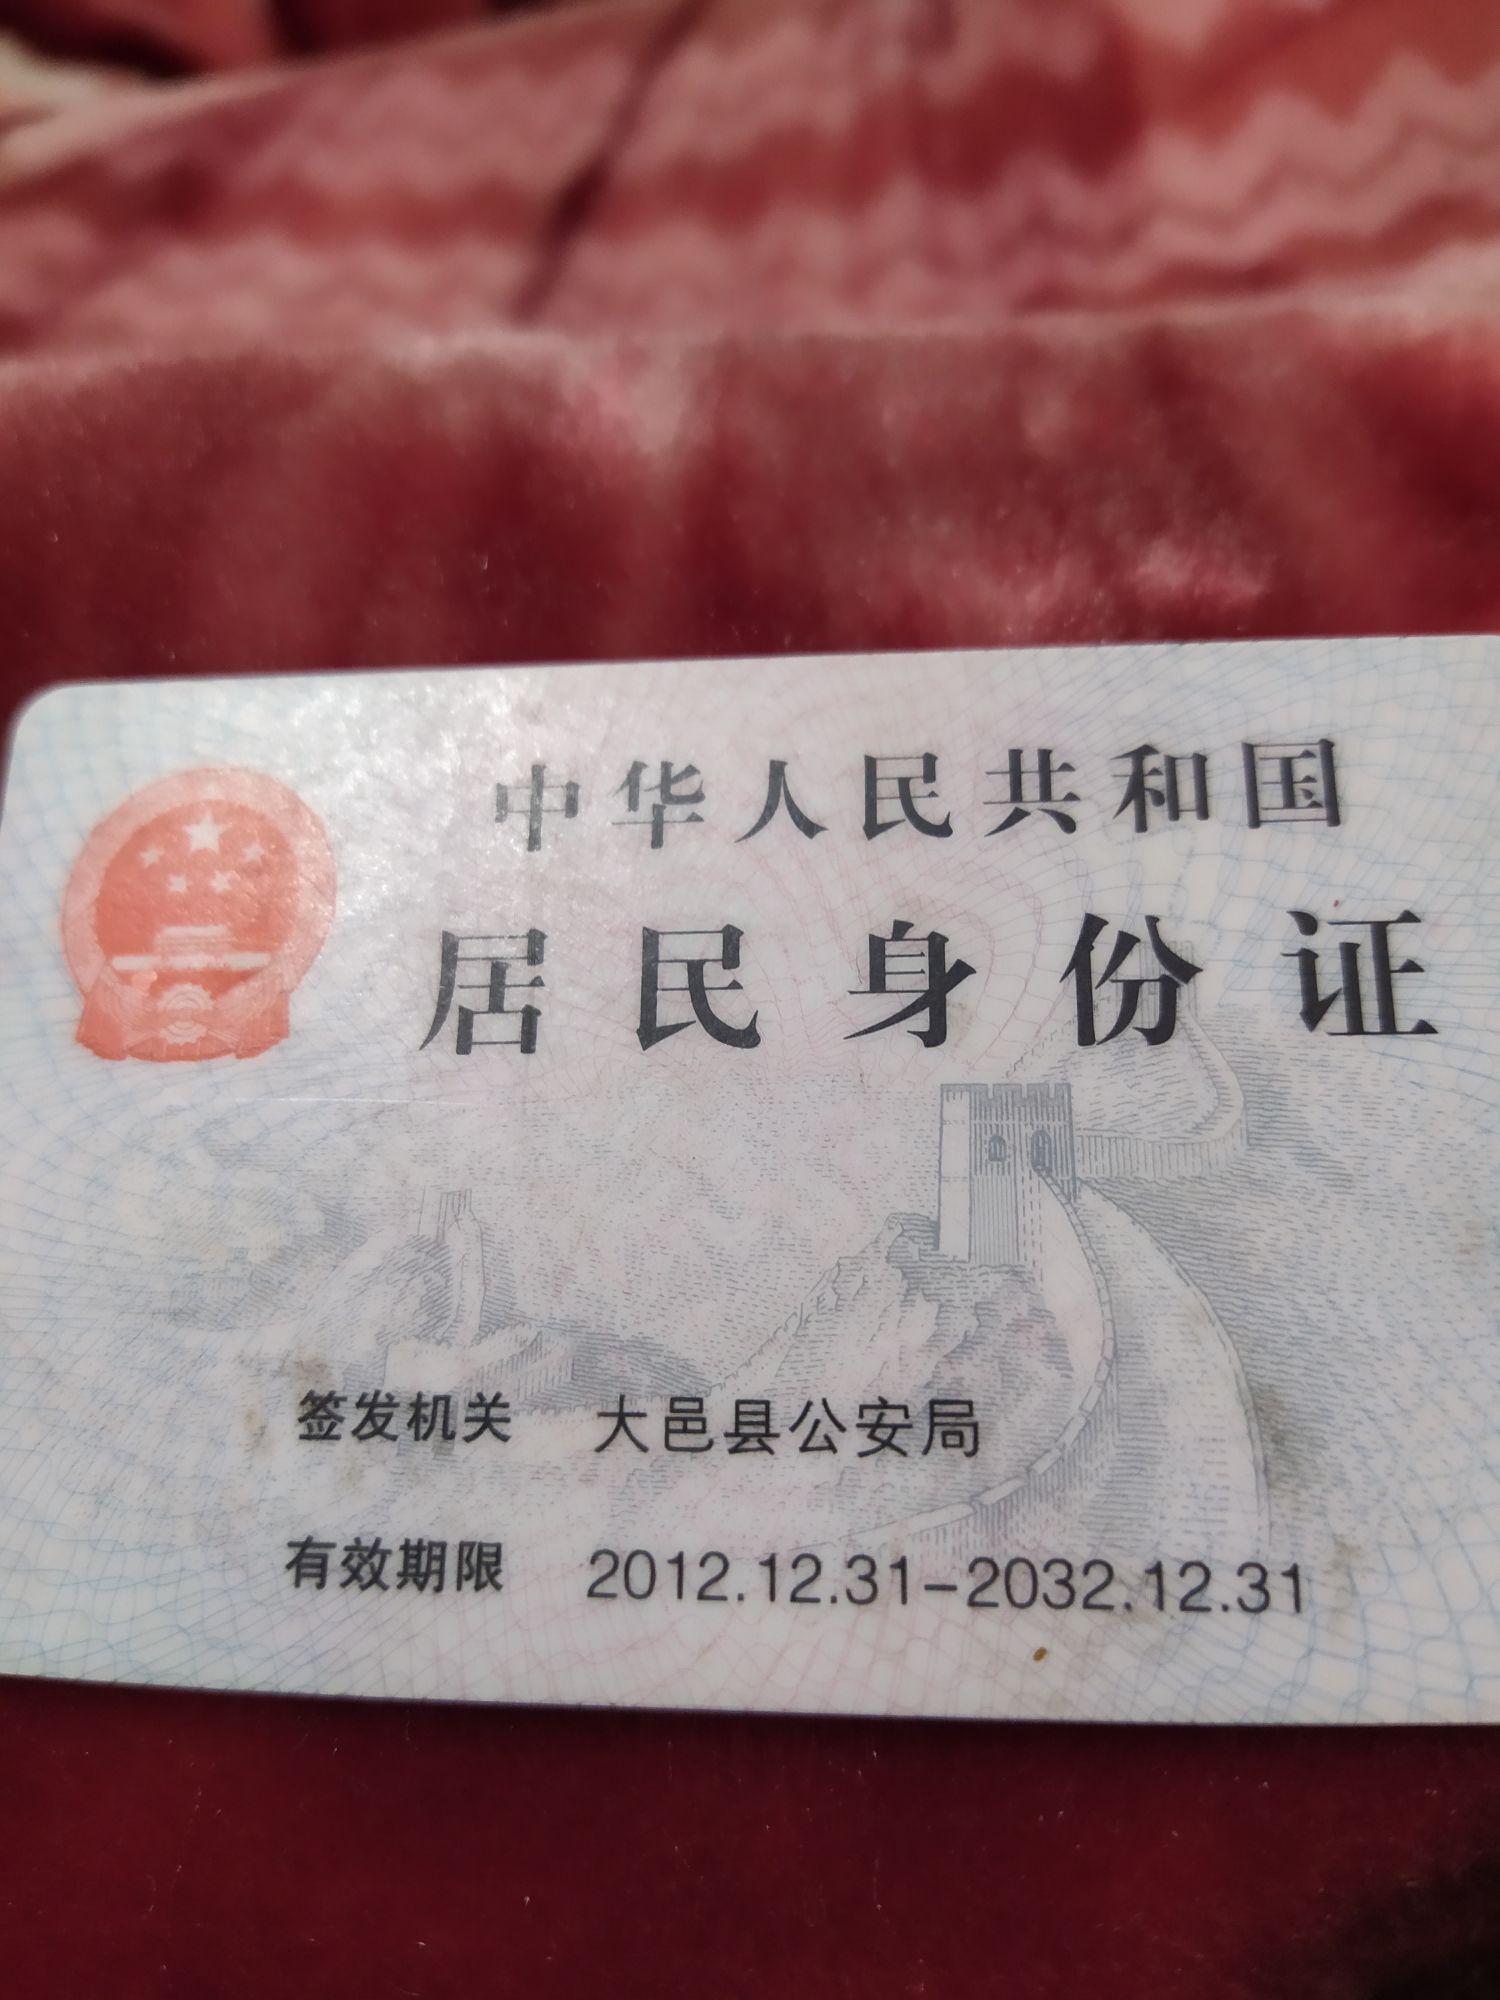 中华人民共和国
居民身份证
签发机关 大邑县公安局
有效期限 2012.12.31-2032.12.31